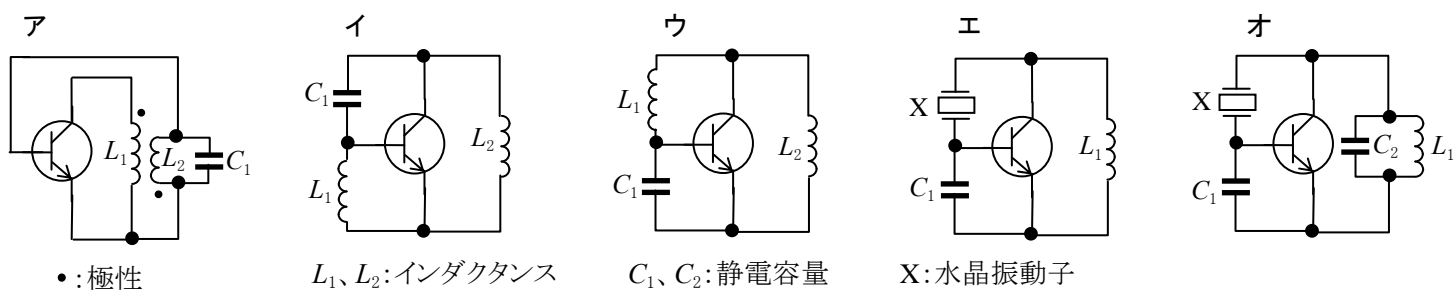 ア イ ウ エ オ
L₁ L₂ C₁
C₁ L₁ L₂
L₁ C₁ L₂
X C₁ L₁
X C₁ C₂ L₁
•:極性 L₁、L₂:インダクタンス C₁、C₂:静電容量 X:水晶振動子